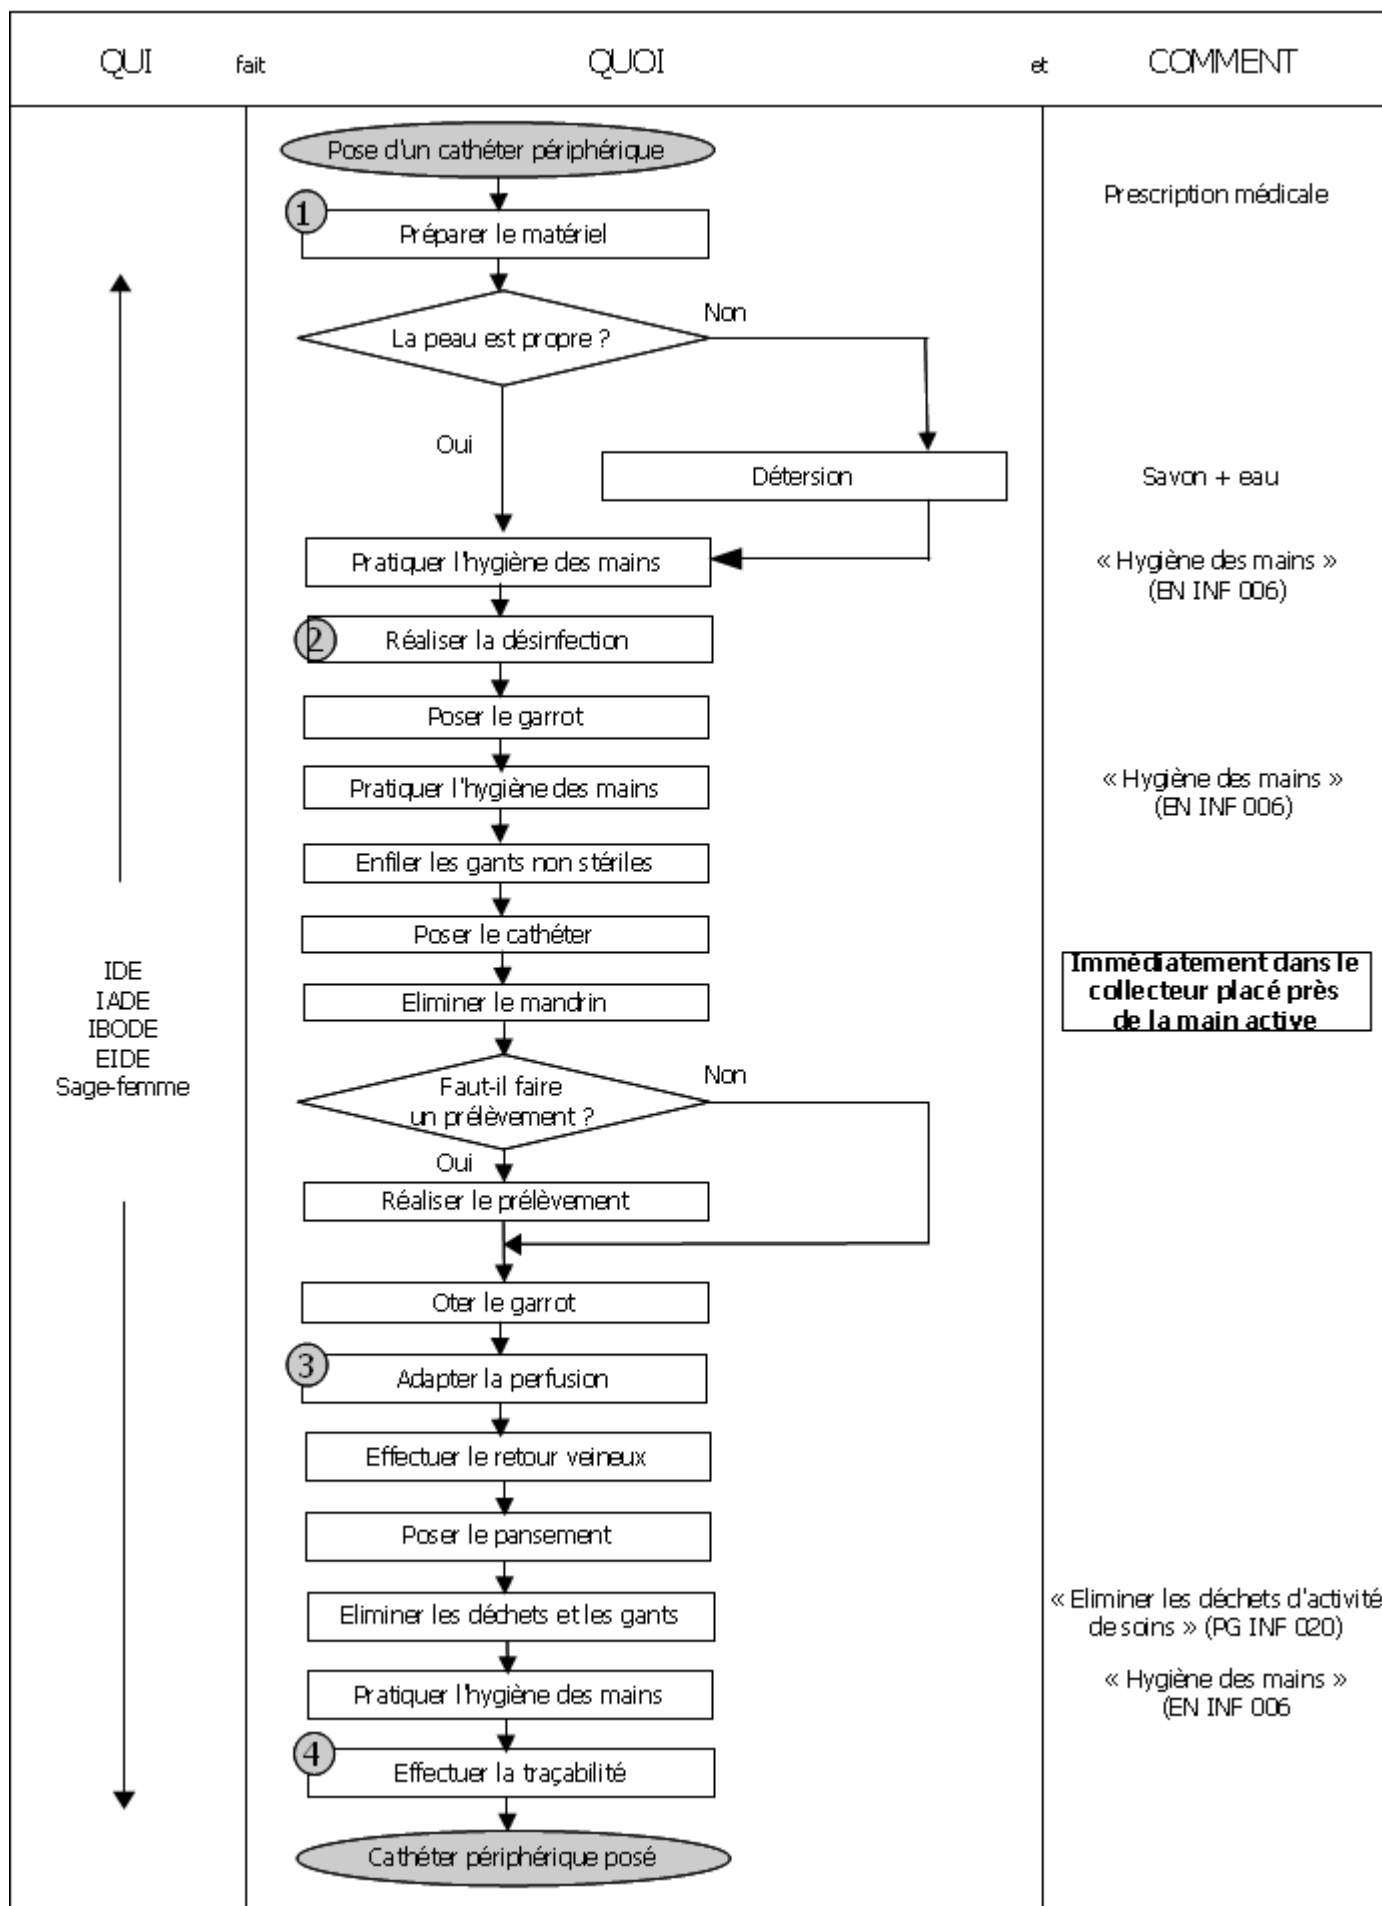 QUI fait QUOI et COMMENT
Pose d'un cathéter périphérique
Prescription médicale
1
Préparer le matériel
La peau est propre ?
Non
Oui
Détersion
Savon + eau
Pratiquer l'hygiène des mains
« Hygiène des mains »
(EN INF 006)
2
Réaliser la désinfection
Poser le garrot
Pratiquer l'hygiène des mains
« Hygiène des mains »
(EN INF 006)
Enfiler les gants non stériles
Poser le cathéter
IDE
IADE
IBODE
EIDE
Sage-femme
Eliminer le mandrin
Immédiatement dans le
collecteur placé près
de la main active
Faut-il faire
un prélèvement ?
Non
Oui
Réaliser le prélèvement
Oter le garrot
3
Adapter la perfusion
Effectuer le retour veineux
Poser le pansement
Eliminer les déchets et les gants
« Eliminer les déchets d'activité
de soins » (PG INF 020)
Pratiquer l'hygiène des mains
« Hygiène des mains »
(EN INF 006
4
Effectuer la traçabilité
Cathéter périphérique posé